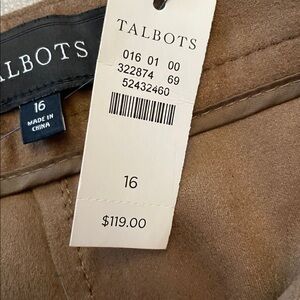 TALBOTS
016 01 00
322874 69
52432460
16
$119.00
ALBOTS
16
MADE IN
CHINA